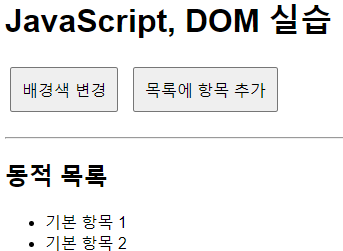 JavaScript, DOM 실습
배경색 변경 목록에 항목 추가
동적 목록
기본 항목 1
기본 항목 2